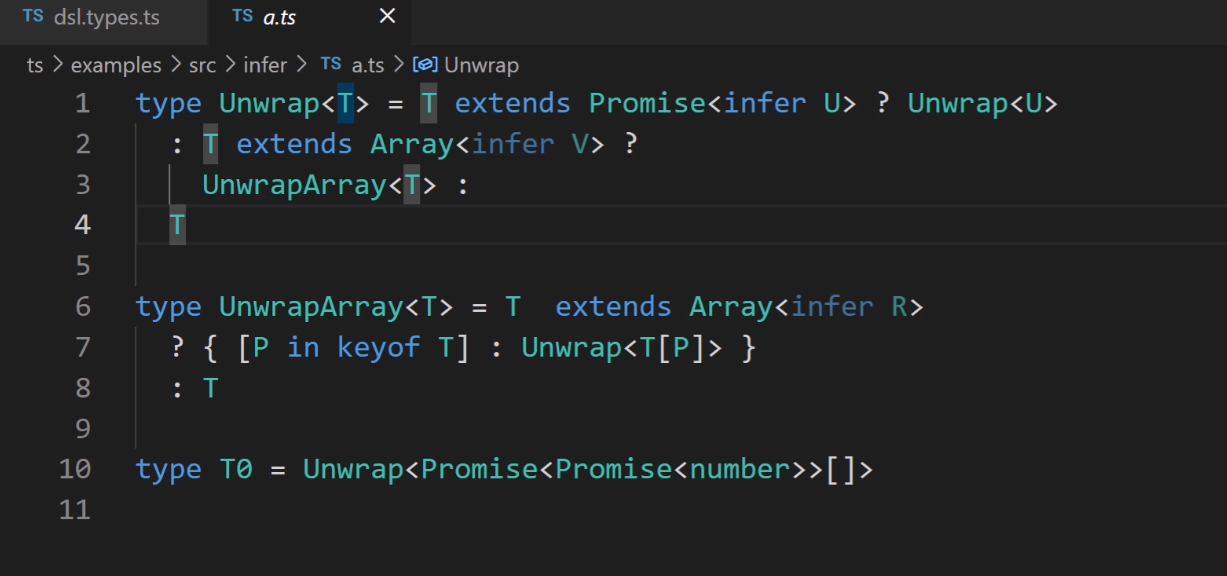 TS dsl.types.ts TS a.ts ×
ts > examples > src > infer > TS a.ts > Unwrap
1 type Unwrap<T> = T extends Promise<infer U> ? Unwrap<U>
2 : T extends Array<infer V> ?
3 UnwrapArray<T> :
4 T
5
6 type UnwrapArray<T> = T  extends Array<infer R>
7 ? { [P in keyof T] : Unwrap<T[P]> }
8 : T
9
10 type T0 = Unwrap<Promise<Promise<number>>[]>
11